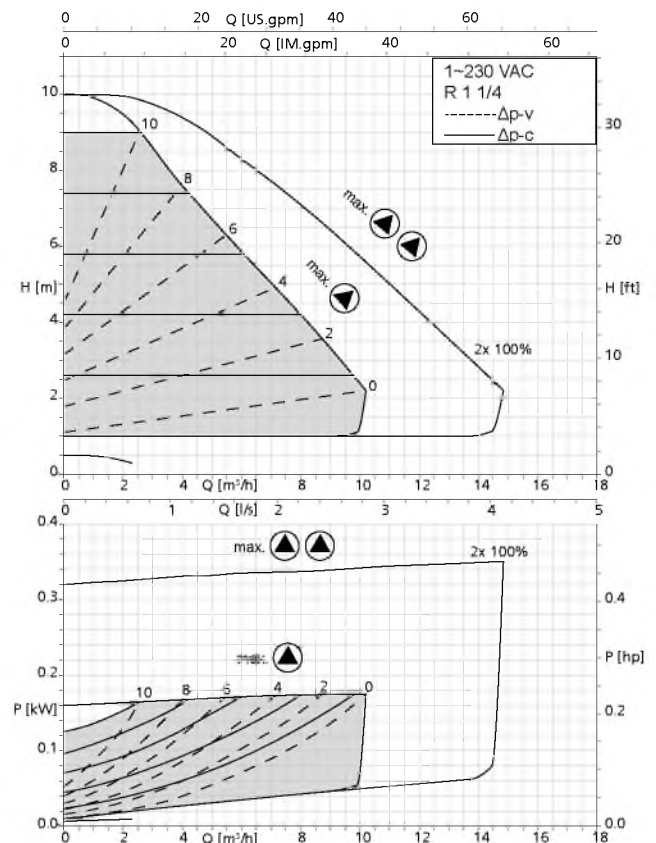 0 20 Q [US.gpm] 40 60
0 20 Q [IM.gpm] 40 60
1~230 VAC
R 1 1/4
Δp-v
Δp-c
10
8
6
H [m]
4
2
0
30
20
H [ft]
10
0
10
8
6
4
2
0
max.
max.
2x 100%
0 2 Q [m³/h] 4 6 8 10 12 14 16 18
0 1 Q [l/s] 2 3 4 5
0.4
0.3
0.2
P [kW]
0.1
0.0
0.4
P [hp]
0.2
0.0
max.
2x 100%
10 8 6 4 2 0
0 2 Q [m³/h] 4 6 8 10 12 14 16 18